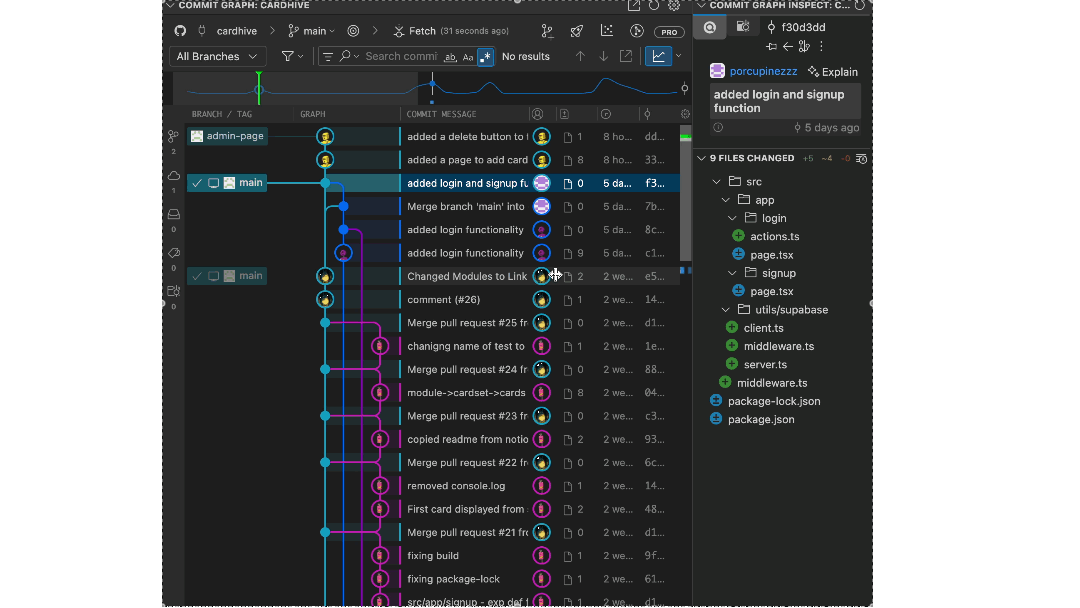 COMMIT GRAPH: CARDHIVE
cardhive > main Fetch (31 seconds ago) PRO
All Branches Search commi ab, Aa .* No results
BRANCH / TAG GRAPH COMMIT MESSAGE
admin-page added a delete button to 1 8 ho... dd...
added a page to add card 8 8 ho... 33...
main added login and signup fu 0 5 da... f3...
Merge branch 'main' into 0 5 da... 7b...
added login functionality 0 5 da... 8c...
added login functionality 9 5 da... c1...
main Changed Modules to Link 2 2 we... e5...
comment (#26) 1 2 we... 14...
Merge pull request #25 fr 0 2 we... d1...
chanigng name of test to 1 2 we... 1e...
Merge pull request #24 fr 0 2 we... 88...
module->cardset->cards 8 2 we... 04...
Merge pull request #23 fr 0 2 we... c3...
copied readme from notio 2 2 we... 93...
Merge pull request #22 fr 0 2 we... 6c...
removed console.log 1 2 we... 14...
First card displayed from 2 2 we... 48...
Merge pull request #21 fr 0 2 we... d1...
fixing build 1 2 we... 9f...
fixing package-lock 1 2 we... 61...
src/app/signup - exp def f 1 2 we... d1...
2
1
0
0
0
COMMIT GRAPH INSPECT: C...
f30d3dd
porcupinezzz Explain
added login and signup
function
5 days ago
9 FILES CHANGED +5 ~4 -0
src
app
login
actions.ts
page.tsx
signup
page.tsx
utils/supabase
client.ts
middleware.ts
server.ts
middleware.ts
package-lock.json
package.json